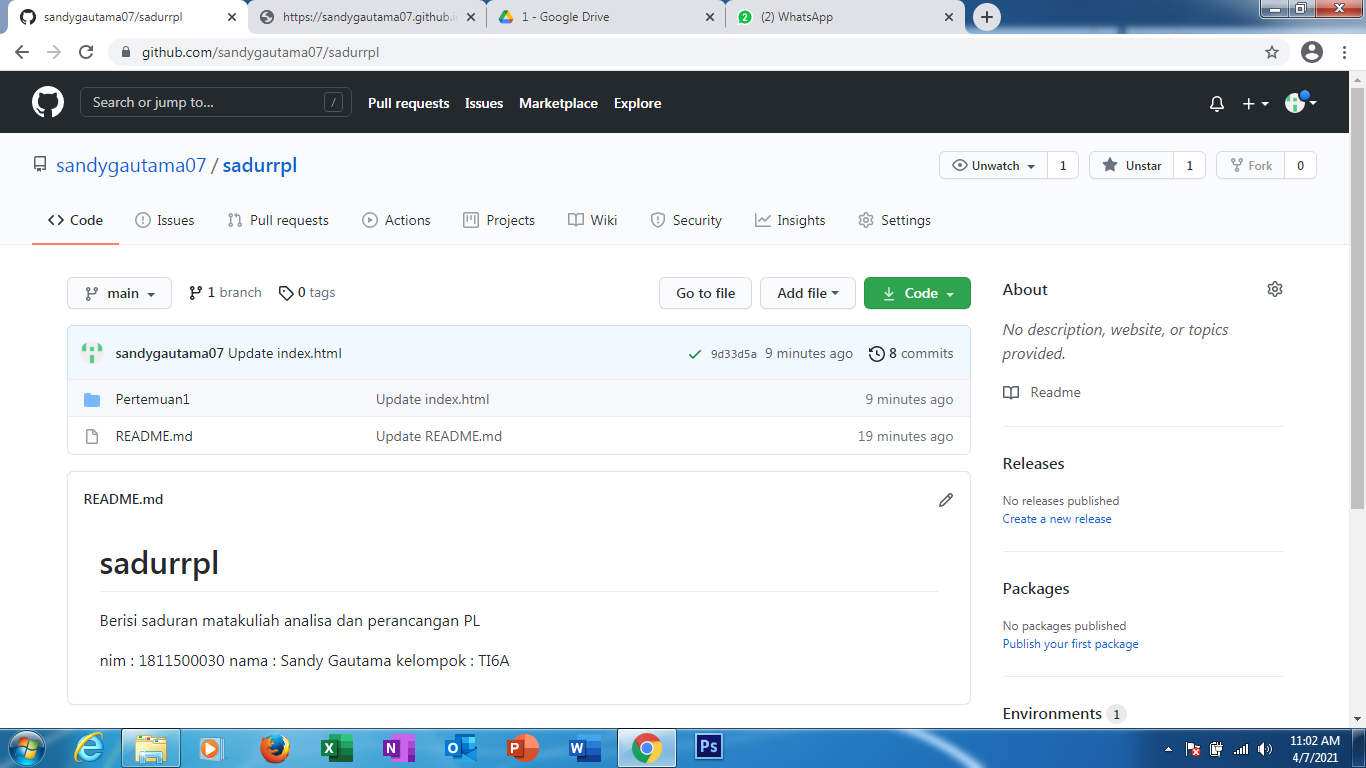 sandygautama07/sadurrpl
https://sandygautama07.github.i
1 - Google Drive
(2) WhatsApp
github.com/sandygautama07/sadurrpl
Search or jump to...
/
Pull requests
Issues
Marketplace
Explore
sandygautama07 / sadurrpl
Unwatch 1
Unstar 1
Fork 0
Code
Issues
Pull requests
Actions
Projects
Wiki
Security
Insights
Settings
main
1 branch
0 tags
Go to file
Add file
Code
sandygautama07 Update index.html
9d33d5a 9 minutes ago
8 commits
Pertemuan1 Update index.html 9 minutes ago
README.md Update README.md 19 minutes ago
README.md
sadurrpl
Berisi saduran matakuliah analisa dan perancangan PL
nim : 1811500030 nama : Sandy Gautama kelompok : TI6A
About
No description, website, or topics
provided.
Readme
Releases
No releases published
Create a new release
Packages
No packages published
Publish your first package
Environments 1
11:02 AM
4/7/2021